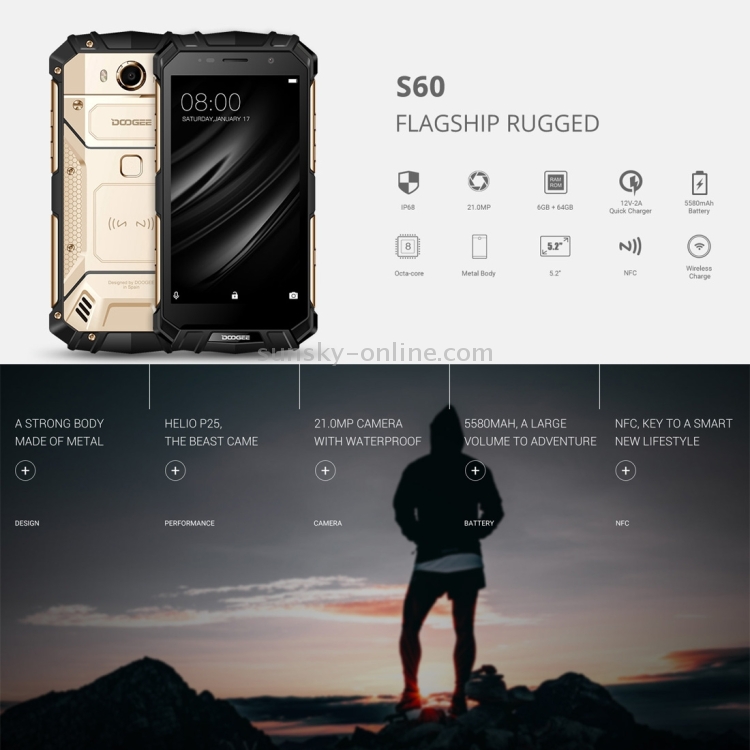 08:00
SATURDAY,JANUARY 17
DOOGEE
Designed by DOOGEE
in Spain
DOOGEE
S60
FLAGSHIP RUGGED
IP68
21.0MP
RAM
ROM
6GB + 64GB
12V-2A
Quick Charger
5580mAh
Battery
8
Octa-core
Metal Body
5.2"
5.2"
NFC
Wireless
Charge
sunsky-online.com
A STRONG BODY
MADE OF METAL
DESIGN
HELIO P25,
THE BEAST CAME
PERFORMANCE
21.0MP CAMERA
WITH WATERPROOF
CAMERA
5580MAH, A LARGE
VOLUME TO ADVENTURE
BATTERY
NFC, KEY TO A SMART
NEW LIFESTYLE
NFC